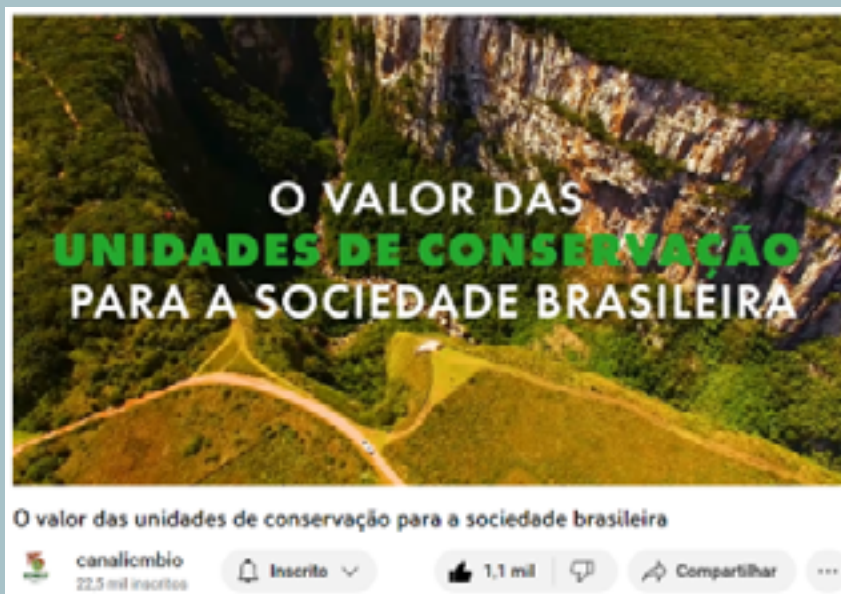 O VALOR DAS
UNIDADES DE CONSERVAÇÃO
PARA A SOCIEDADE BRASILEIRA
O valor das unidades de conservação para a sociedade brasileira
canalicmbio
22,5 mil inscritos
Inscrito
1,1 mil
Compartilhar